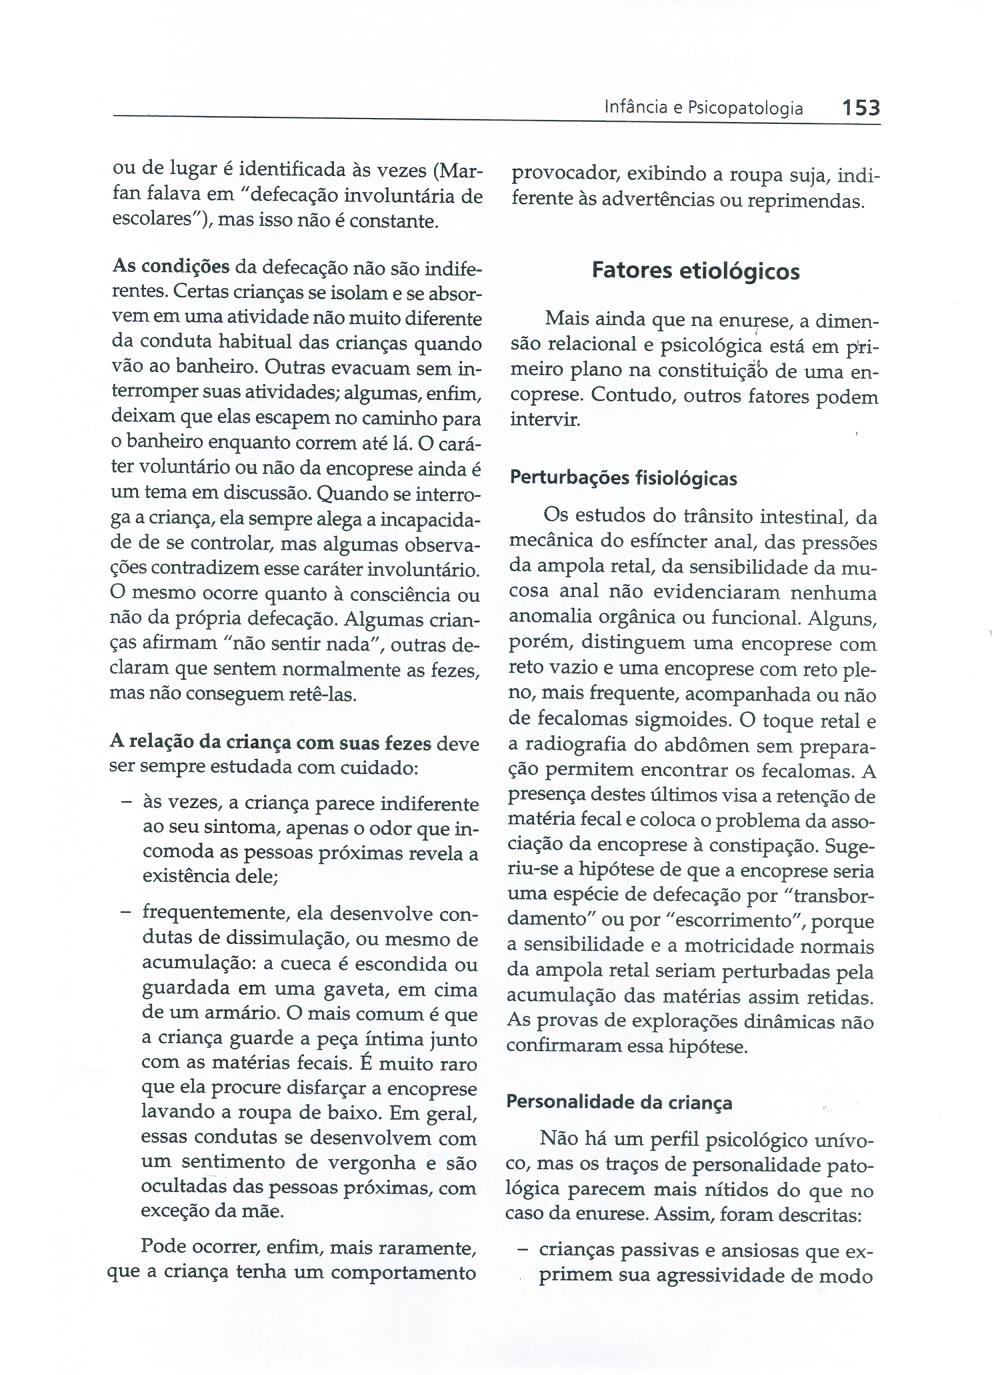 Infância e Psicopatologia 153
ou de lugar é identificada às vezes (Mar-
fan falava em "defecação involuntária de
escolares"), mas isso não é constante.
As condições da defecação não são indife-
rentes. Certas crianças se isolam e se absor-
vem em uma atividade não muito diferente
da conduta habitual das crianças quando
vão ao banheiro. Outras evacuam sem in-
terromper suas atividades; algumas, enfim,
deixam que elas escapem no caminho para
o banheiro enquanto correm até lá. O cará-
ter voluntário ou não da encoprese ainda é
um tema em discussão. Quando se interro-
ga a criança, ela sempre alega a incapacida-
de de se controlar, mas algumas observa-
ções contradizem esse caráter involuntário.
O mesmo ocorre quanto à consciência ou
não da própria defecação. Algumas crian-
ças afirmam "não sentir nada", outras de-
claram que sentem normalmente as fezes,
mas não conseguem retê-las.
A relação da criança com suas fezes deve
ser sempre estudada com cuidado:
– às vezes, a criança parece indiferente
ao seu sintoma, apenas o odor que in-
comoda as pessoas próximas revela a
existência dele;
– frequentemente, ela desenvolve con-
dutas de dissimulação, ou mesmo de
acumulação: a cueca é escondida ou
guardada em uma gaveta, em cima
de um armário. O mais comum é que
a criança guarde a peça íntima junto
com as matérias fecais. É muito raro
que ela procure disfarçar a encoprese
lavando a roupa de baixo. Em geral,
essas condutas se desenvolvem com
um sentimento de vergonha e são
ocultadas das pessoas próximas, com
exceção da mãe.
Pode ocorrer, enfim, mais raramente,
que a criança tenha um comportamento
provocador, exibindo a roupa suja, indi-
ferente às advertências ou reprimendas.
Fatores etiológicos
Mais ainda que na enurese, a dimen-
são relacional e psicológica está em pri-
meiro plano na constituição de uma en-
coprese. Contudo, outros fatores podem
intervir.
Perturbações fisiológicas
Os estudos do trânsito intestinal, da
mecânica do esfíncter anal, das pressões
da ampola retal, da sensibilidade da mu-
cosa anal não evidenciaram nenhuma
anomalia orgânica ou funcional. Alguns,
porém, distinguem uma encoprese com
reto vazio e uma encoprese com reto ple-
no, mais frequente, acompanhada ou não
de fecalomas sigmoides. O toque retal e
a radiografia do abdômen sem prepara-
ção permitem encontrar os fecalomas. A
presença destes últimos visa a retenção de
matéria fecal e coloca o problema da asso-
ciação da encoprese à constipação. Suge-
riu-se a hipótese de que a encoprese seria
uma espécie de defecação por "transbor-
damento" ou por "escorrimento", porque
a sensibilidade e a motricidade normais
da ampola retal seriam perturbadas pela
acumulação das matérias assim retidas.
As provas de explorações dinâmicas não
confirmaram essa hipótese.
Personalidade da criança
Não há um perfil psicológico unívo-
co, mas os traços de personalidade pato-
lógica parecem mais nítidos do que no
caso da enurese. Assim, foram descritas:
– crianças passivas e ansiosas que ex-
primem sua agressividade de modo